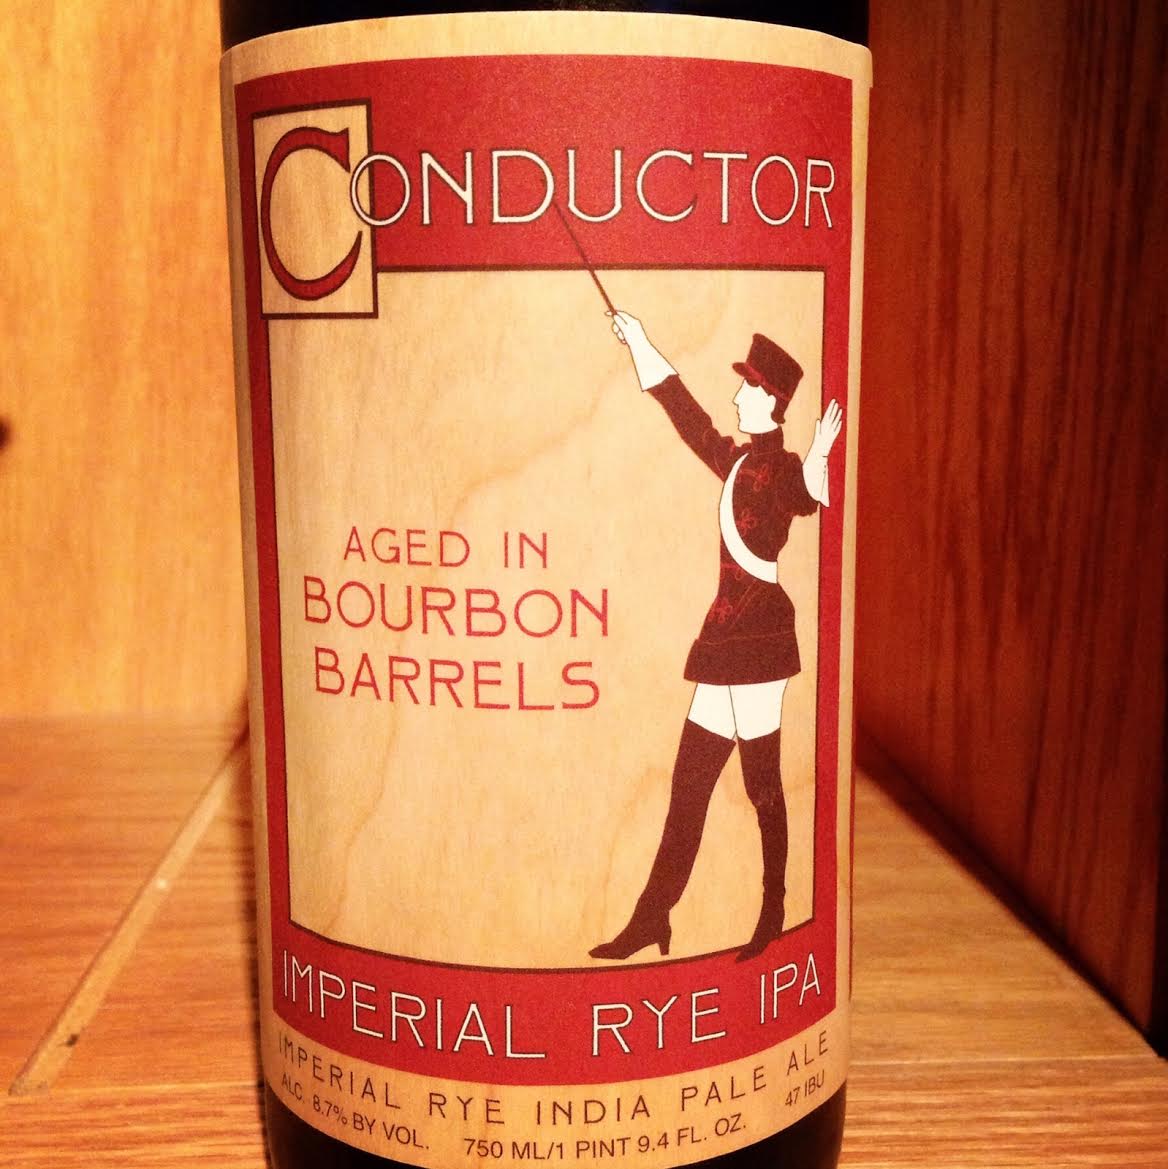 CONDUCTOR
AGED IN
BOURBON
BARRELS
IMPERIAL RYE IPA
IMPERIAL RYE INDIA PALE ALE
ALC. 8.7% BY VOL. 750 ML/1 PINT 9.4 FL. OZ. 47 IBU